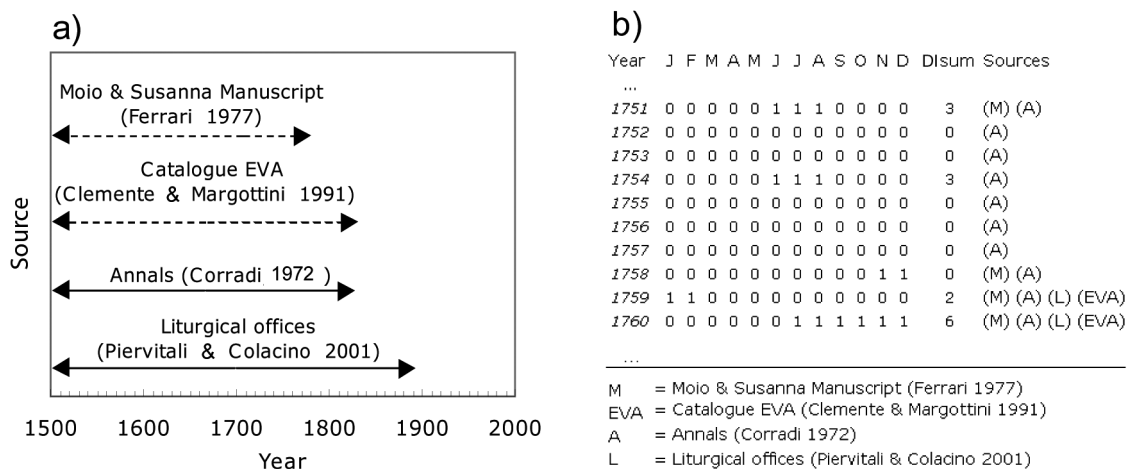 a)
1500)
Moio & Susanna Manuscript
(Ferrari 1977)
Catalogue EVA
(Clemente & Margottini 1991)
Annals (Corradi 1972 )
Liturgical offices
(Piervitali & Colacino 2001)
Source
1500 1600 1700 1800 1900 2000
Year
b)
Year J F M A M J J A S O N D DIsum Sources
...
1751 0 0 0 0 0 1 1 1 0 0 0 0 3 (M) (A)
1752 0 0 0 0 0 0 0 0 0 0 0 0 0 (A)
1753 0 0 0 0 0 0 0 0 0 0 0 0 0 (A)
1754 0 0 0 0 0 1 1 1 0 0 0 0 3 (A)
1755 0 0 0 0 0 0 0 0 0 0 0 0 0 (A)
1756 0 0 0 0 0 0 0 0 0 0 0 0 0 (A)
1757 0 0 0 0 0 0 0 0 0 0 0 0 0 (A)
1758 0 0 0 0 0 0 0 0 0 0 1 1 0 (M) (A)
1759 1 1 0 0 0 0 0 0 0 0 0 0 2 (M) (A) (L) (EVA)
1760 0 0 0 0 0 0 1 1 1 1 1 1 6 (M) (A) (L) (EVA)
...
M = Moio & Susanna Manuscript (Ferrari 1977)
EVA = Catalogue EVA (Clemente & Margottini 1991)
A = Annals (Corradi 1972)
L = Liturgical offices (Piervitali & Colacino 2001)